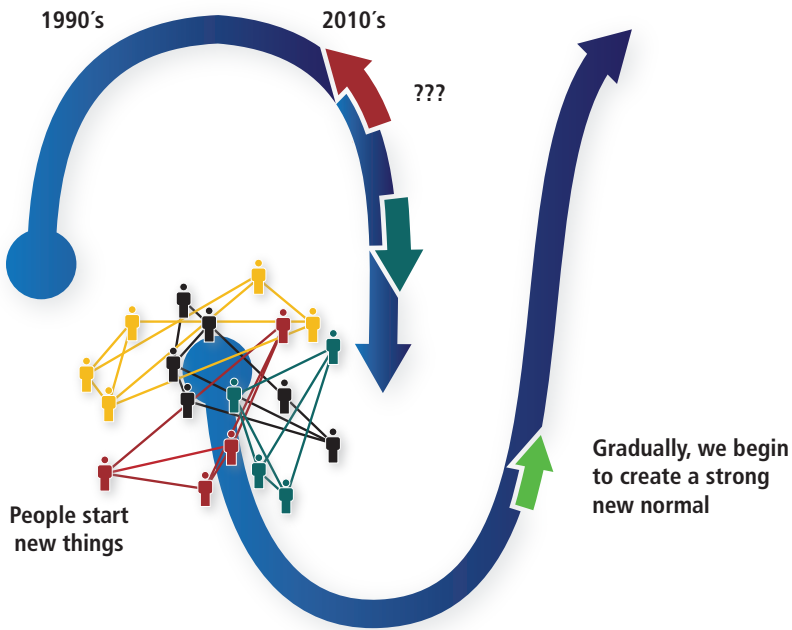 1990´s
2010´s
???
People start
new things
Gradually, we begin
to create a strong
new normal